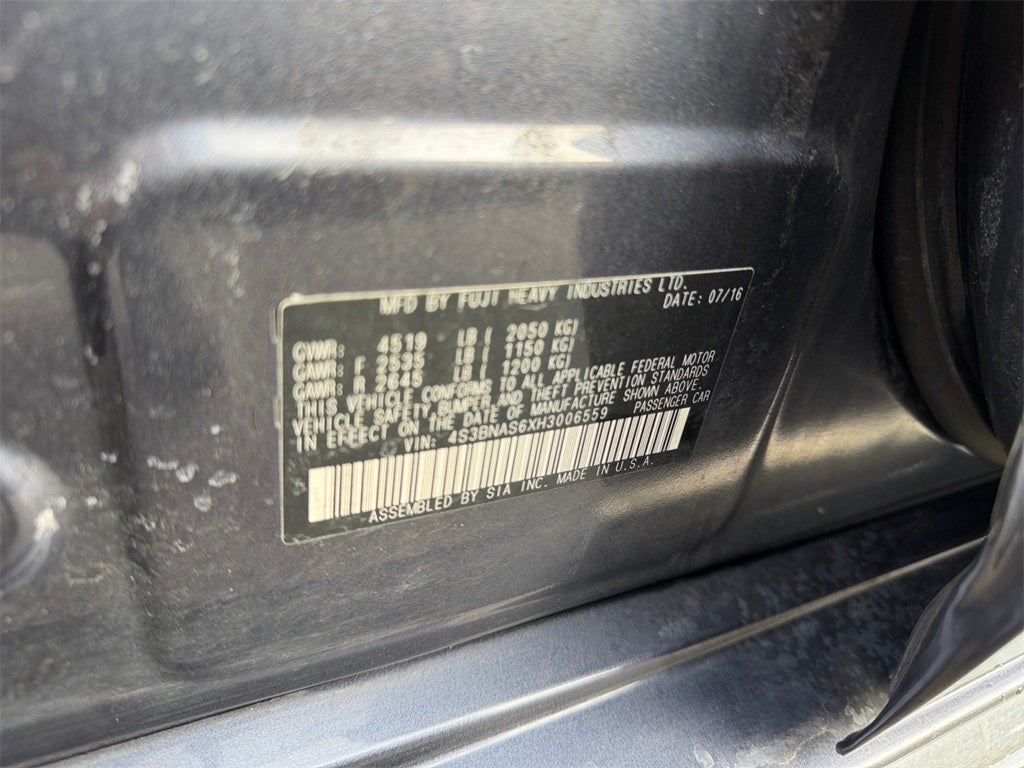 MFD BY FUJI HEAVY INDUSTRIES LTD.
DATE: 07/16
GVWR: 4519 LB ( 2050 KG)
GAWR: F 2535 LB ( 1150 KG)
GAWR: R 2645 LB ( 1200 KG)
THIS VEHICLE CONFORMS TO ALL APPLICABLE FEDERAL MOTOR
VEHICLE SAFETY, BUMPER AND THEFT PREVENTION STANDARDS
IN EFFECT ON THE DATE OF MANUFACTURE SHOWN ABOVE.
VIN: 4S3BNAS6XH3006559 PASSENGER CAR
ASSEMBLED BY SIA INC. MADE IN U.S.A.